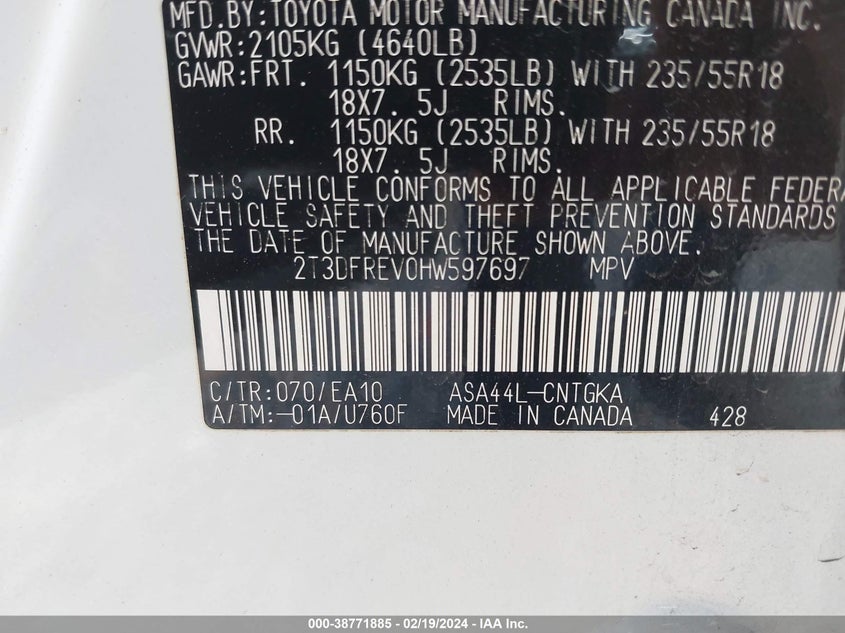 MFD.BY:TOYOTA MOTOR MANUFACTURING CANADA INC.
GVWR:2105KG (4640LB)
GAWR:FRT. 1150KG (2535LB) WITH 235/55R18
18X7. 5J RIMS.
RR. 1150KG (2535LB) WITH 235/55R18
18X7. 5J RIMS.
THIS VEHICLE CONFORMS TO ALL APPLICABLE FEDERA
VEHICLE SAFETY AND THEFT PREVENTION STANDARDS
THE DATE OF MANUFACTURE SHOWN ABOVE.
2T3DFREV0HW597697 MPV
C/TR:070/EA10 ASA44L-CNTGKA
A/TM:-01A/U760F MADE IN CANADA 428
000-38771885 - 02/19/2024 - IAA Inc.